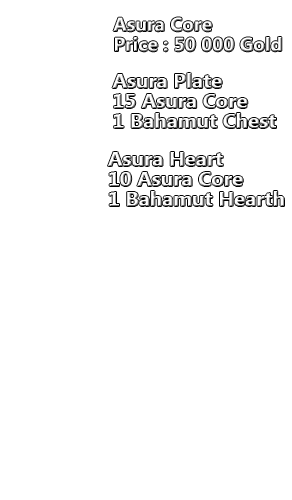 Asura Core
Price : 50 000 Gold
Asura Plate
15 Asura Core
1 Bahamut Chest
Asura Heart
10 Asura Core
1 Bahamut Hearth